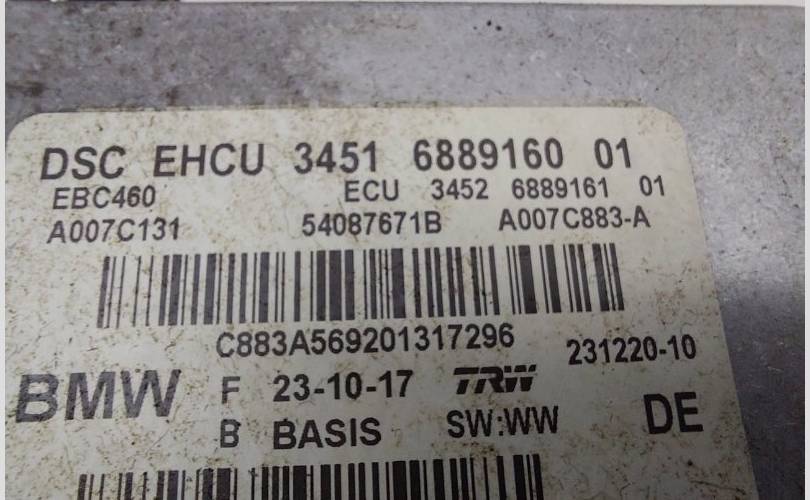 DSC EHCU 3451 6889160 01
EBC460 ECU 3452 6889161 01
A007C131 54087671B A007C883-A
C883A569201317296
231220-10
BMW F 23-10-17 TRW
B BASIS SW:WW DE